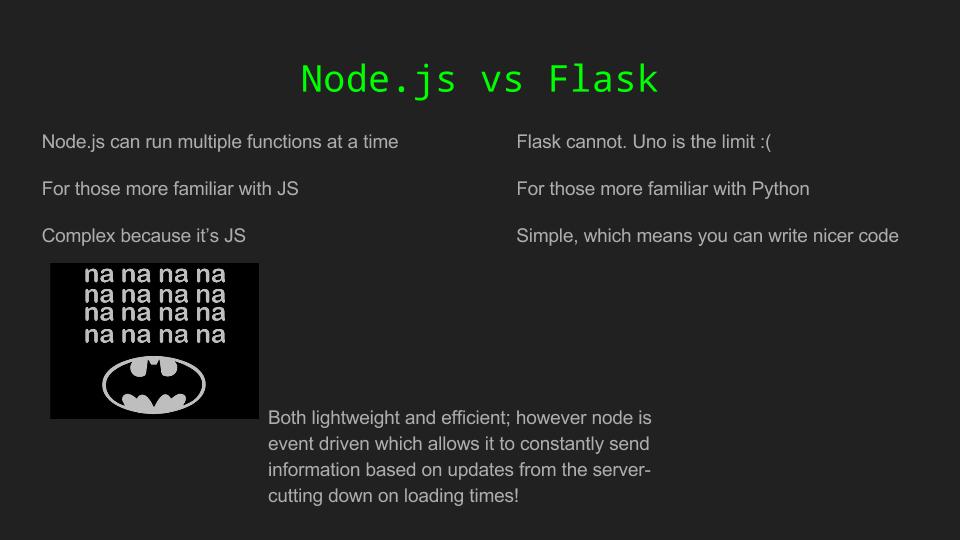 Node.js vs Flask
Node.js can run multiple functions at a time
For those more familiar with JS
Complex because it’s JS
Flask cannot. Uno is the limit :(
For those more familiar with Python
Simple, which means you can write nicer code
na na na na
na na na na
na na na na
na na na na
Both lightweight and efficient; however node is
event driven which allows it to constantly send
information based on updates from the server-
cutting down on loading times!